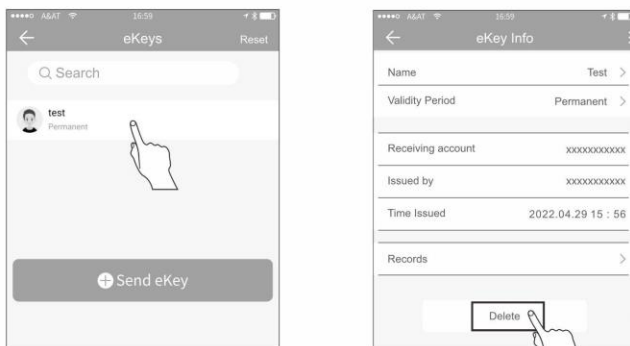 A&AT 16:59
eKeys
Reset
Search
test
Permanent
Send eKey
A&AT 16:59
eKey Info
Name Test
Validity Period Permanent
Receiving account xxxxxxxxxxx
Issued by xxxxxxxxxxx
Time Issued 2022.04.29 15 : 56
Records
Delete